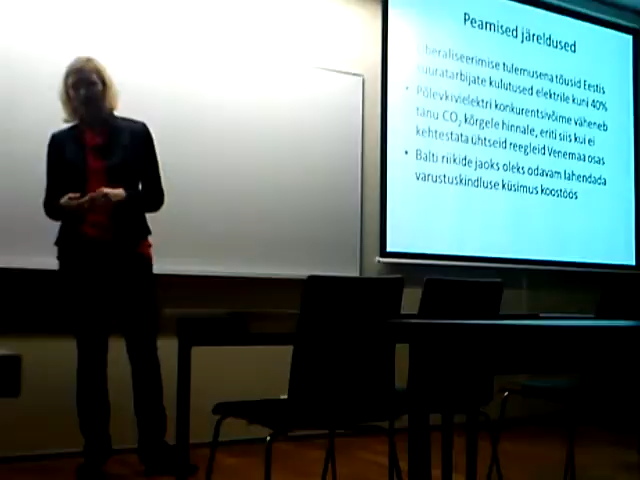 Peamised järeldused
liberaliseerimise tulemusena tõusid Eestis
suuratarbijate kulutused elektrile kuni 40%
• Põlevkivielektri konkurentsivõime väheneb
tänu CO₂ kõrgele hinnale, eriti siis kui ei
kehtestata ühtseid reegleid Venemaa osas
• Balti riikide jaoks oleks odavam lahendada
varustuskindluse küsimus koostöös